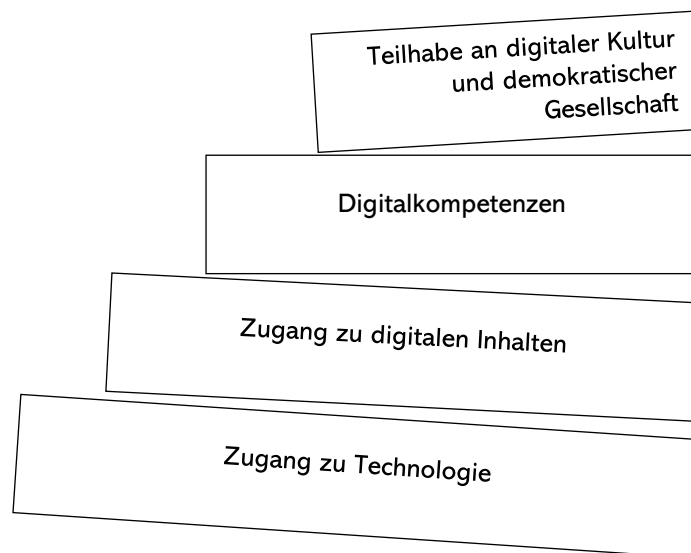 Teilhabe an digitaler Kultur
und demokratischer
Gesellschaft
Digitalkompetenzen
Zugang zu digitalen Inhalten
Zugang zu Technologie